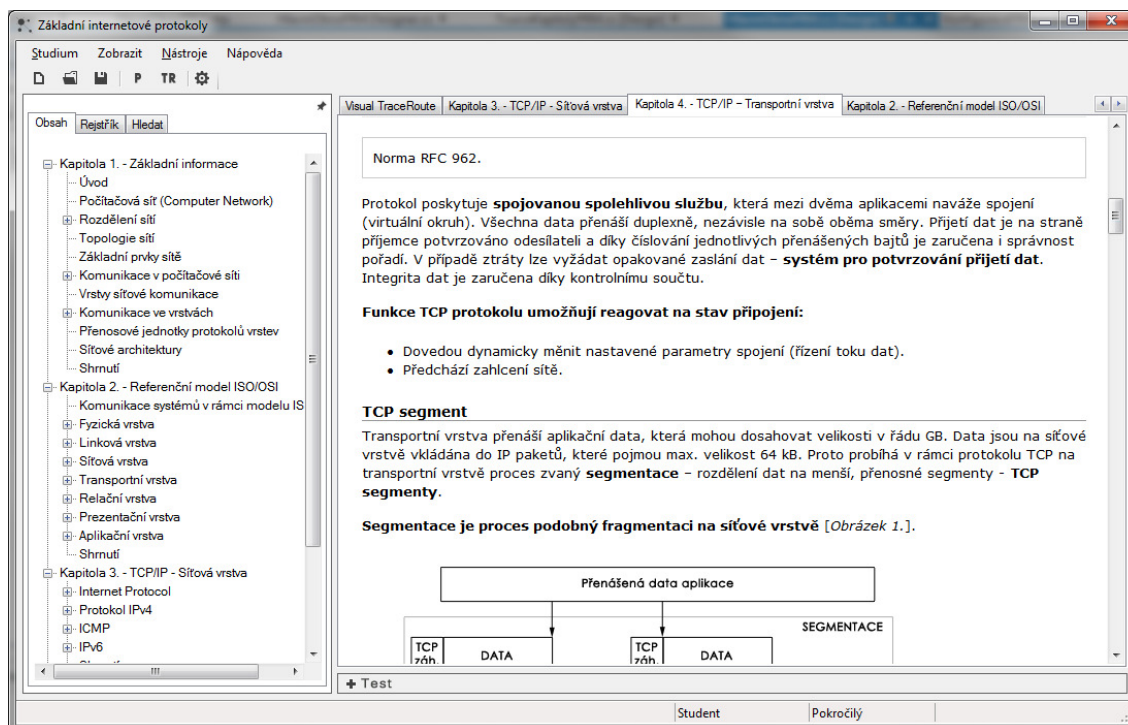 Základní internetové protokoly
Studium Zobrazit Nástroje Nápověda
P TR
Obsah Rejstřík Hledat
Kapitola 1. - Základní informace
Úvod
Počítačová síť (Computer Network)
Rozdělení sítí
Topologie sítí
Základní prvky sítě
Komunikace v počítačové síti
Vrstvy síťové komunikace
Komunikace ve vrstvách
Přenosové jednotky protokolů vrstev
Síťové architektury
Shrnutí
Kapitola 2. - Referenční model ISO/OSI
Komunikace systémů v rámci modelu IS
Fyzická vrstva
Linková vrstva
Síťová vrstva
Transportní vrstva
Relační vrstva
Prezentační vrstva
Aplikační vrstva
Shrnutí
Kapitola 3. - TCP/IP - Síťová vrstva
Internet Protocol
Protokol IPv4
ICMP
IPv6
Visual TraceRoute Kapitola 3. - TCP/IP - Síťová vrstva Kapitola 4. - TCP/IP – Transportní vrstva Kapitola 2. - Referenční model ISO/OSI
Norma RFC 962.
Protokol poskytuje spojovanou spolehlivou službu, která mezi dvěma aplikacemi naváže spojení
(virtuální okruh). Všechna data přenáší duplexně, nezávisle na sobě oběma směry. Přijetí dat je na straně
příjemce potvrzováno odesílateli a díky číslování jednotlivých přenášených bajtů je zaručena i správnost
pořadí. V případě ztráty lze vyžádat opakované zaslání dat – systém pro potvrzování přijetí dat.
Integrita dat je zaručena díky kontrolnímu součtu.
Funkce TCP protokolu umožňují reagovat na stav připojení:
• Dovedou dynamicky měnit nastavené parametry spojení (řízení toku dat).
• Předchází zahlcení sítě.
TCP segment
Transportní vrstva přenáší aplikační data, která mohou dosahovat velikosti v řádu GB. Data jsou na síťové
vrstvě vkládána do IP paketů, které pojmou max. velikost 64 kB. Proto probíhá v rámci protokolu TCP na
transportní vrstvě proces zvaný segmentace – rozdělení dat na menší, přenosné segmenty - TCP
segmenty.
Segmentace je proces podobný fragmentaci na síťové vrstvě [Obrázek 1.].
Přenášená data aplikace
SEGMENTACE
TCP záh. DATA TCP záh. DATA
+ Test
Student Pokročilý